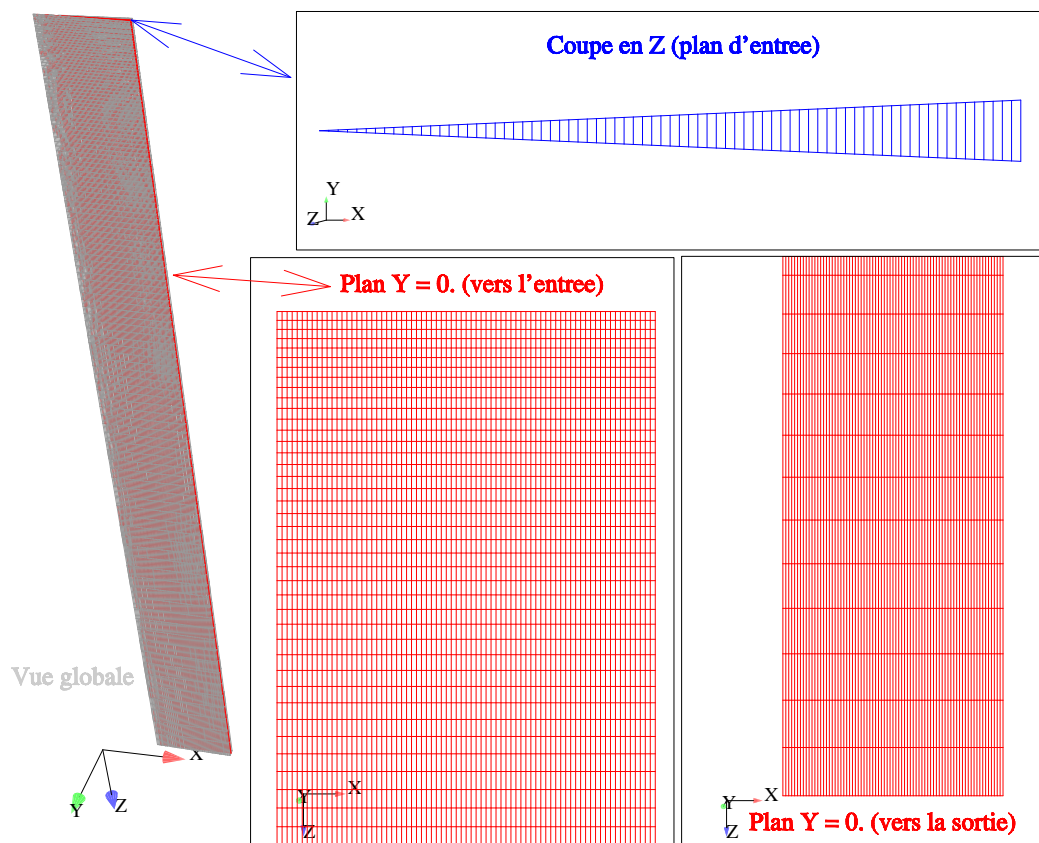 Coupe en Z (plan d'entree)
Y
Z
X
Plan Y = 0. (vers l'entree)
Vue globale
X
Y
Z
Y
X
Z
Y
X
Z
Plan Y = 0. (vers la sortie)